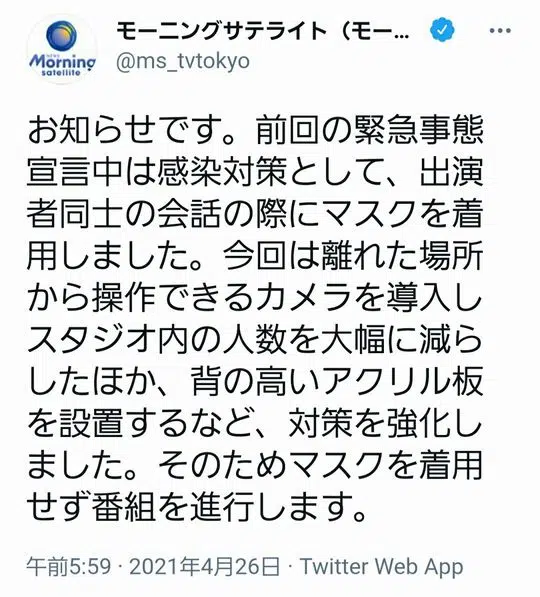 モーニングサテライト（モー...
@ms_tvtokyo
NEWS
Morning
satellite
お知らせです。前回の緊急事態
宣言中は感染対策として、出演
者同士の会話の際にマスクを着
用しました。今回は離れた場所
から操作できるカメラを導入し
スタジオ内の人数を大幅に減ら
したほか、背の高いアクリル板
を設置するなど、対策を強化し
ました。そのためマスクを着用
せず番組を進行します。
午前5:59 · 2021年4月26日 · Twitter Web App